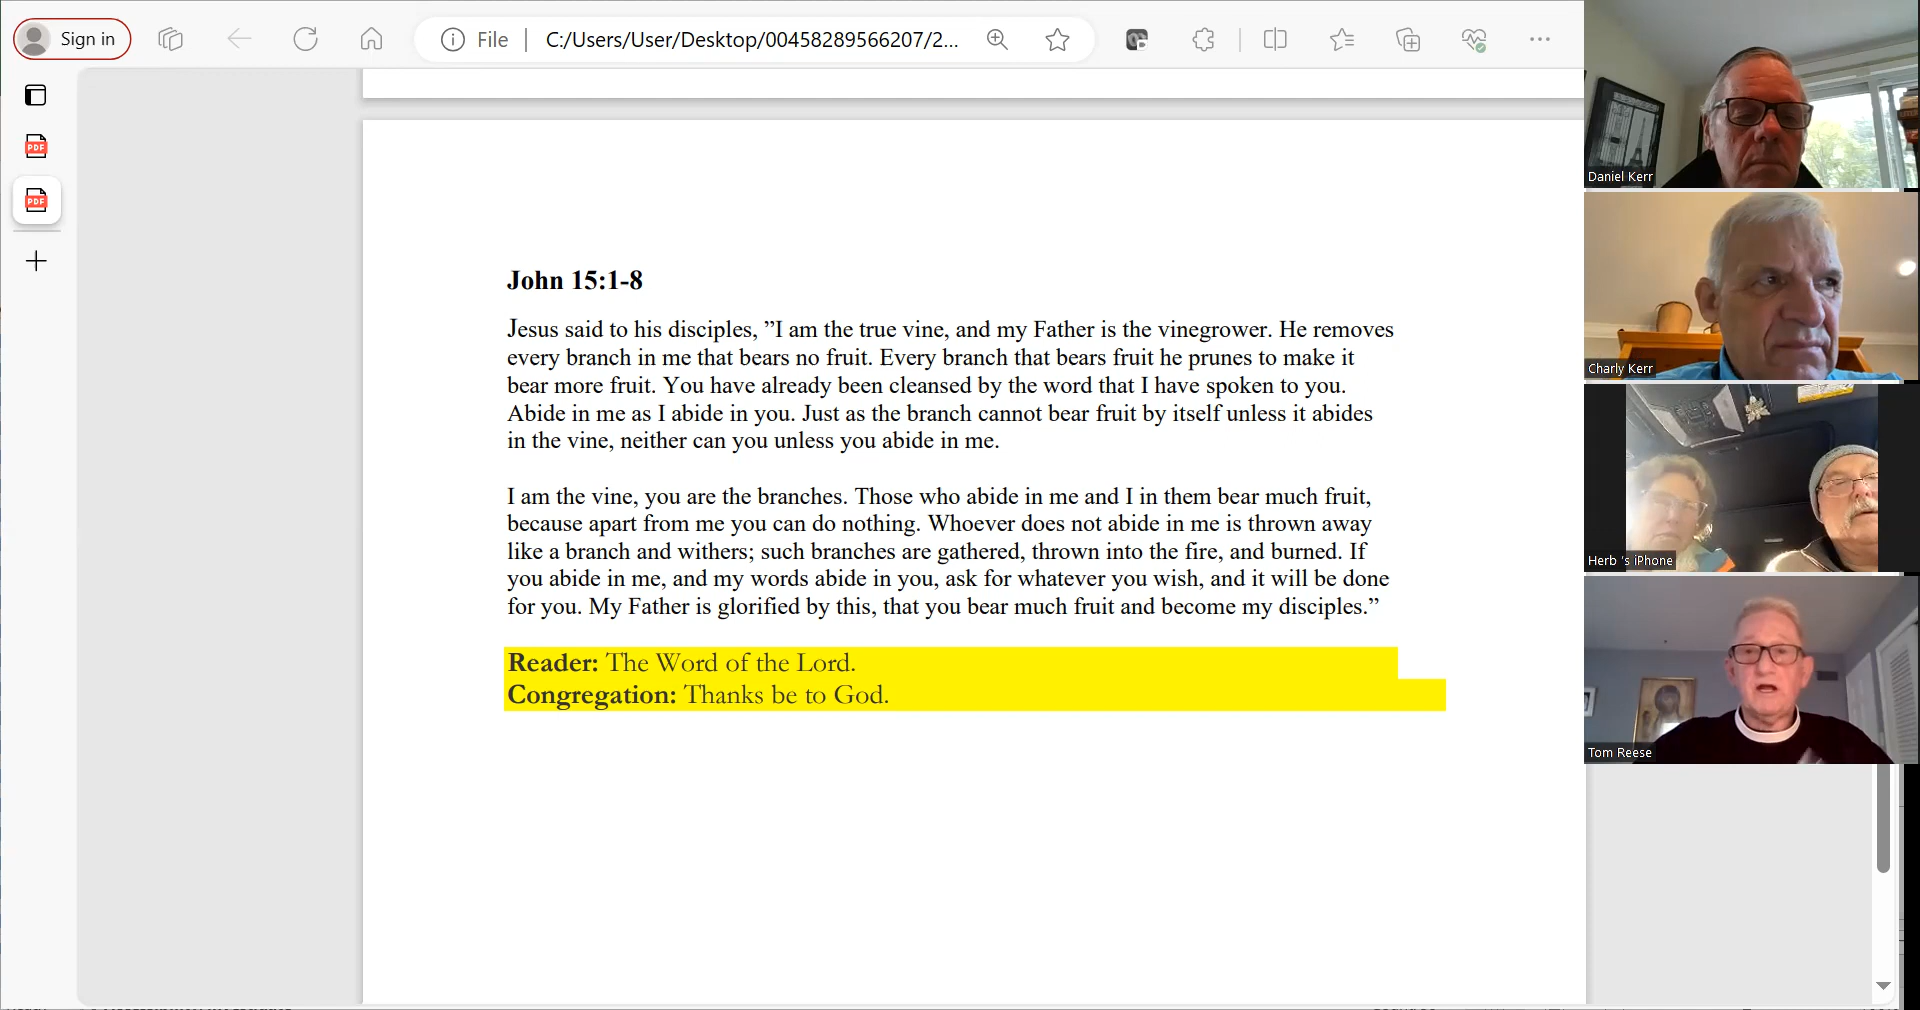 Sign in
File
C:/Users/User/Desktop/00458289566207/2...
PDF
PDF
John 15:1-8
Jesus said to his disciples, ”I am the true vine, and my Father is the vinegrower. He removes
every branch in me that bears no fruit. Every branch that bears fruit he prunes to make it
bear more fruit. You have already been cleansed by the word that I have spoken to you.
Abide in me as I abide in you. Just as the branch cannot bear fruit by itself unless it abides
in the vine, neither can you unless you abide in me.
I am the vine, you are the branches. Those who abide in me and I in them bear much fruit,
because apart from me you can do nothing. Whoever does not abide in me is thrown away
like a branch and withers; such branches are gathered, thrown into the fire, and burned. If
you abide in me, and my words abide in you, ask for whatever you wish, and it will be done
for you. My Father is glorified by this, that you bear much fruit and become my disciples.”
Reader: The Word of the Lord.
Congregation: Thanks be to God.
Daniel Kerr
Charly Kerr
Herb 's iPhone
Tom Reese